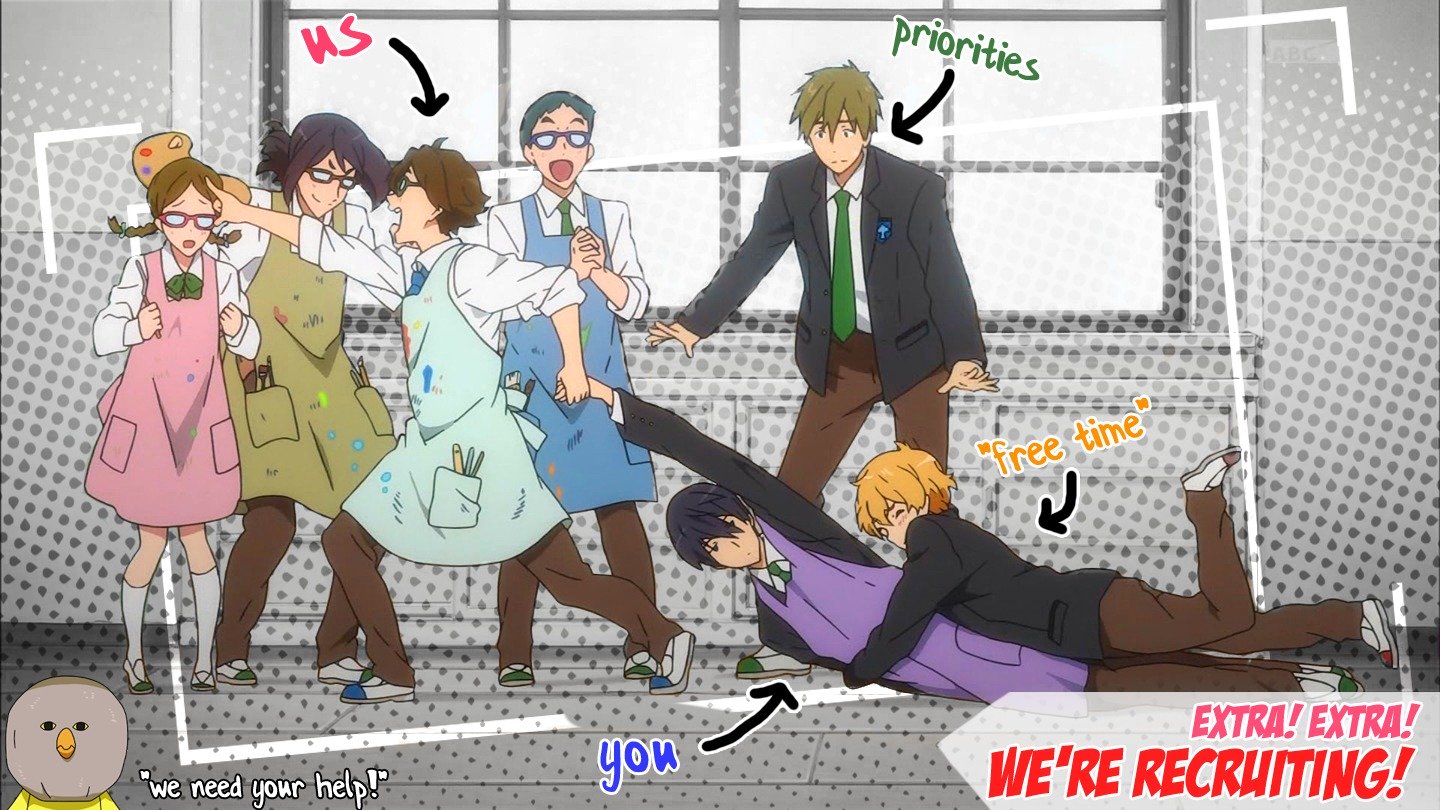 us
priorities
"free time"
you
"we need your help!"
EXTRA! EXTRA!
WE'RE RECRUITING!